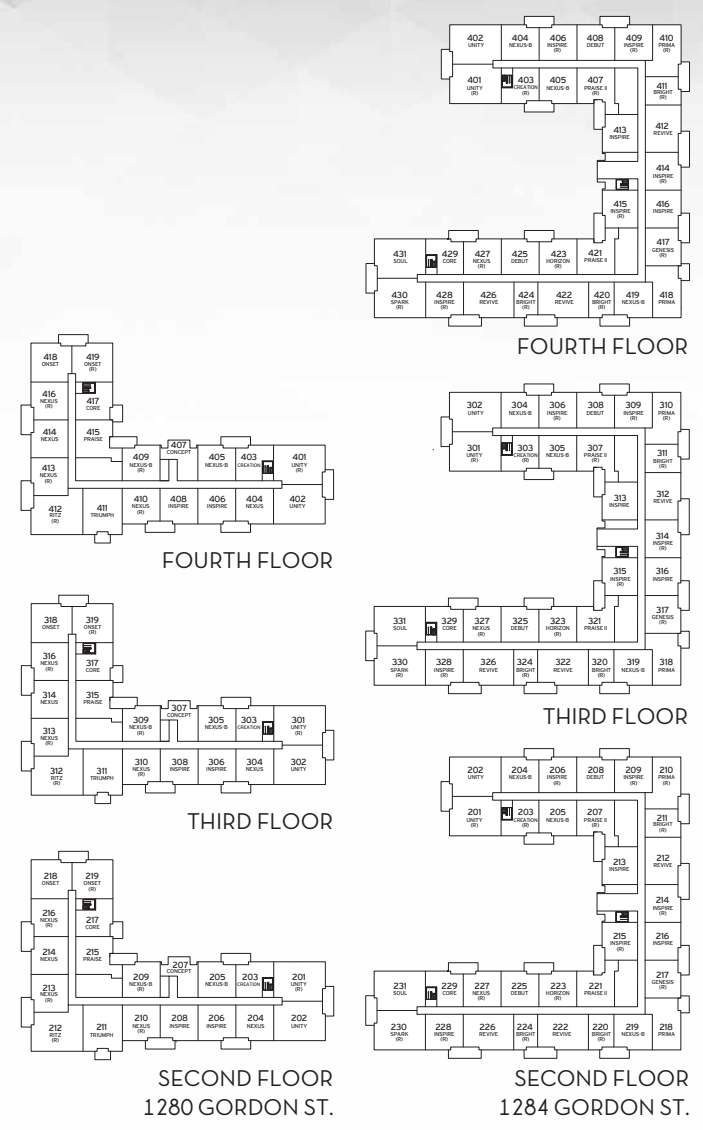 402
UNITY
404
NEXUS-B
406
INSPIRE
(R)
408
DEBUT
409
INSPIRE
(R)
410
PRIMA
(R)
401
UNITY
(R)
403
CREATION
(R)
405
NEXUS-B
407
PRAISE II
(R)
411
BRIGHT
(R)
413
INSPIRE
412
REVIVE
414
INSPIRE
(R)
415
INSPIRE
(R)
416
INSPIRE
417
GENESIS
(R)
431
SOUL
429
CORE
427
NEXUS
(R)
425
DEBUT
423
HORIZON
(R)
421
PRAISE II
430
SPARK
(R)
428
INSPIRE
(R)
426
REVIVE
424
BRIGHT
(R)
422
REVIVE
420
BRIGHT
(R)
419
NEXUS-B
418
PRIMA
FOURTH FLOOR
418
ONSET
419
ONSET
(R)
416
NEXUS
(R)
417
CORE
414
NEXUS
415
PRAISE
413
NEXUS
(R)
409
NEXUS-B
(R)
407
CONCEPT
405
NEXUS-B
403
CREATION
401
UNITY
(R)
412
RITZ
(R)
411
TRIUMPH
410
NEXUS
(R)
408
INSPIRE
406
INSPIRE
404
NEXUS
402
UNITY
FOURTH FLOOR
302
UNITY
304
NEXUS-B
306
INSPIRE
(R)
308
DEBUT
309
INSPIRE
(R)
310
PRIMA
(R)
301
UNITY
(R)
303
CREATION
(R)
305
NEXUS-B
307
PRAISE II
(R)
311
BRIGHT
(R)
313
INSPIRE
312
REVIVE
314
INSPIRE
(R)
315
INSPIRE
(R)
316
INSPIRE
317
GENESIS
(R)
331
SOUL
329
CORE
327
NEXUS
(R)
325
DEBUT
323
HORIZON
(R)
321
PRAISE II
330
SPARK
(R)
328
INSPIRE
(R)
326
REVIVE
324
BRIGHT
(R)
322
REVIVE
320
BRIGHT
(R)
319
NEXUS-B
318
PRIMA
THIRD FLOOR
318
ONSET
319
ONSET
(R)
316
NEXUS
(R)
317
CORE
314
NEXUS
315
PRAISE
313
NEXUS
(R)
309
NEXUS-B
(R)
307
CONCEPT
305
NEXUS-B
303
CREATION
301
UNITY
(R)
312
RITZ
(R)
311
TRIUMPH
310
NEXUS
(R)
308
INSPIRE
306
INSPIRE
304
NEXUS
302
UNITY
THIRD FLOOR
202
UNITY
204
NEXUS-B
206
INSPIRE
(R)
208
DEBUT
209
INSPIRE
(R)
210
PRIMA
(R)
201
UNITY
(R)
203
CREATION
(R)
205
NEXUS-B
207
PRAISE II
(R)
211
BRIGHT
(R)
213
INSPIRE
212
REVIVE
214
INSPIRE
(R)
215
INSPIRE
(R)
216
INSPIRE
217
GENESIS
(R)
231
SOUL
229
CORE
227
NEXUS
(R)
225
DEBUT
223
HORIZON
(R)
221
PRAISE II
230
SPARK
(R)
228
INSPIRE
(R)
226
REVIVE
224
BRIGHT
(R)
222
REVIVE
220
BRIGHT
(R)
219
NEXUS-B
218
PRIMA
SECOND FLOOR
1284 GORDON ST.
218
ONSET
219
ONSET
(R)
216
NEXUS
(R)
217
CORE
214
NEXUS
215
PRAISE
213
NEXUS
(R)
209
NEXUS-B
(R)
207
CONCEPT
205
NEXUS-B
203
CREATION
201
UNITY
(R)
212
RITZ
(R)
211
TRIUMPH
210
NEXUS
(R)
208
INSPIRE
206
INSPIRE
204
NEXUS
202
UNITY
SECOND FLOOR
1280 GORDON ST.